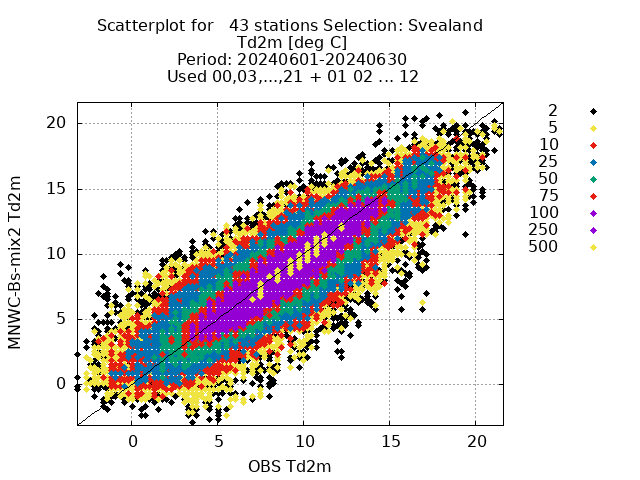 Scatterplot for   43 stations Selection: Svealand
Td2m [deg C]
Period: 20240601-20240630
Used 00,03,...,21 + 01 02 ... 12
MNWC-Bs-mix2 Td2m
20
15
10
5
0
0 5 10 15 20
OBS Td2m
2
5
10
25
50
75
100
250
500